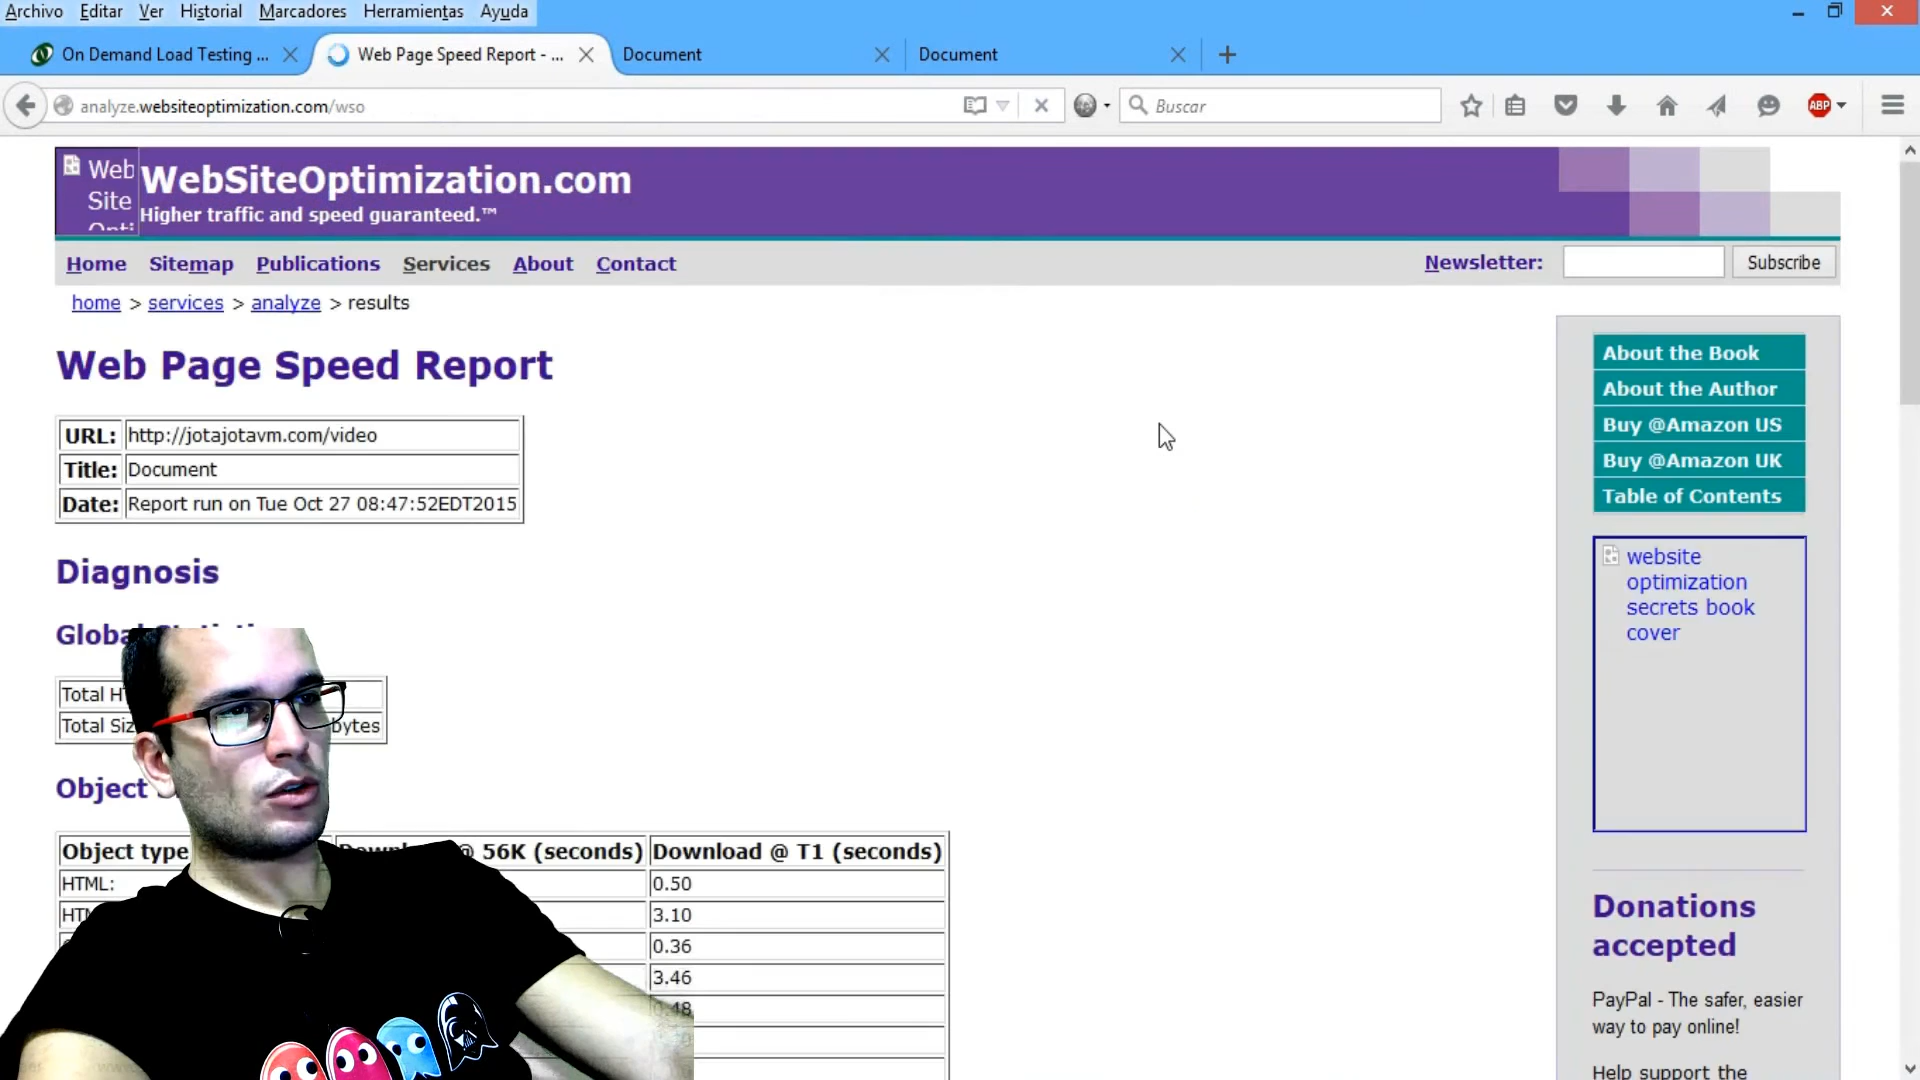 Archivo Editar Ver Historial Marcadores Herramientas Ayuda
On Demand Load Testing ... Web Page Speed Report - ... Document Document
analyze.websiteoptimization.com/wso Buscar ABP
Web
Site
WebSiteOptimization.com
Higher traffic and speed guaranteed.™
Home Sitemap Publications Services About Contact Newsletter: Subscribe
home > services > analyze > results
Web Page Speed Report
URL: http://jotajotavm.com/video
Title: Document
Date: Report run on Tue Oct 27 08:47:52EDT2015
Diagnosis
Total
bytes
Object
Object type @ 56K (seconds) Download @ T1 (seconds)
HTML: 0.50
3.10
0.36
3.46
About the Book
About the Author
Buy @Amazon US
Buy @Amazon UK
Table of Contents
website
optimization
secrets book
cover
Donations
accepted
PayPal - The safer, easier
way to pay online!
Help support the